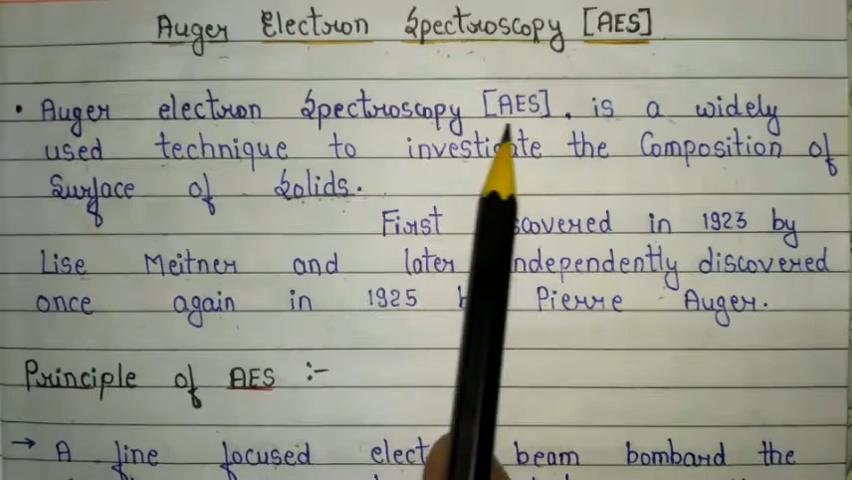 Auger Electron Spectroscopy [AES]
• Auger electron Spectroscopy [AES]. is a widely
used technique to investigate the Composition of
Surface of Solids.
First discovered in 1923 by
Lise Meitner and later independently discovered
once again in 1925 Pierre Auger.
Principle of AES :-
→ A fine focused beam bombard the